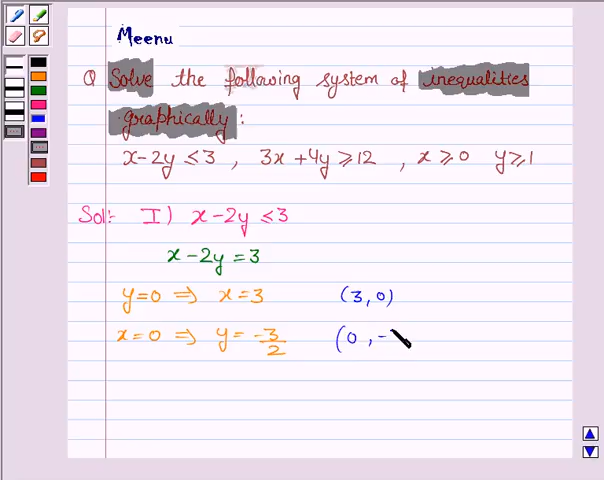 Meenu
Q Solve the following system of inequalities
graphically :
x-2y ≤ 3 , 3x+4y ≥ 12 , x ≥ 0 y ≥ 1
Sol:- I) x-2y ≤ 3
x-2y = 3
y=0 ⇒ x=3 (3,0)
x=0 ⇒ y= -3/2 (0,-